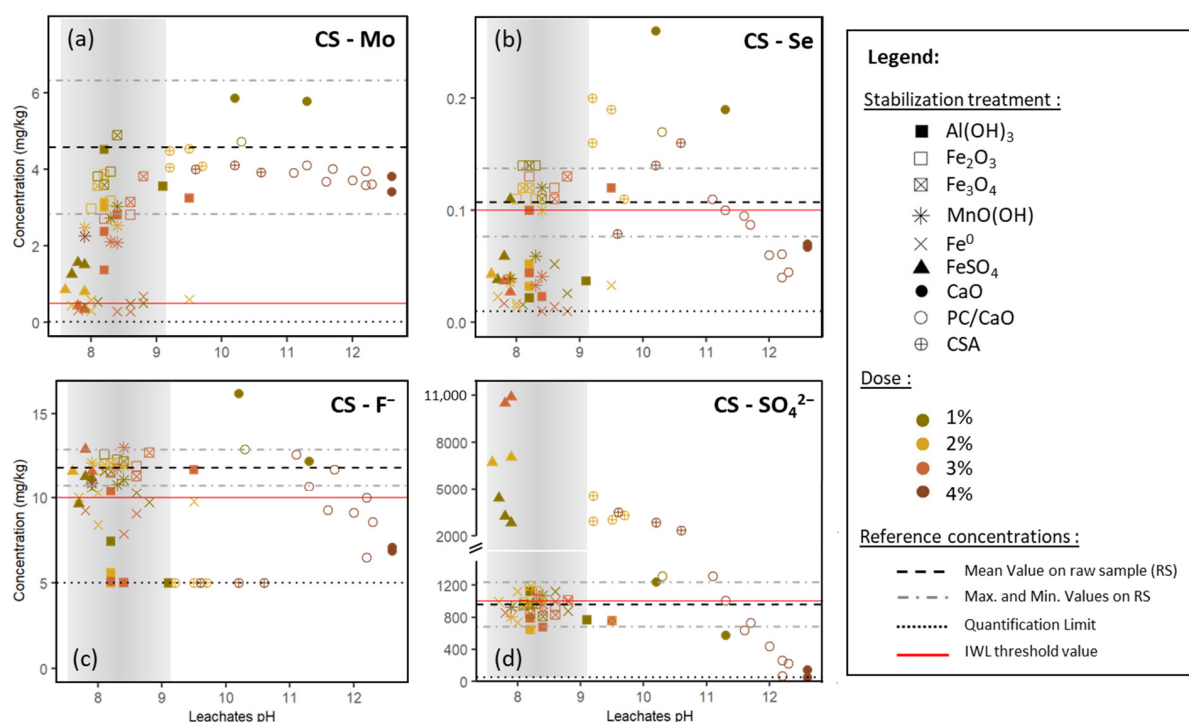 (a)
CS - Mo
Concentration (mg/kg)
6
4
2
0
8
9
10
11
12
(b)
CS - Se
Concentration (mg/kg)
0.2
0.1
0.0
8
9
10
11
12
CS - F⁻
Concentration (mg/kg)
15
10
5
0
(c)
8
9
10
11
12
Leachates pH
CS - SO₄²⁻
11,000
8000
5000
2000
1200
800
400
0
(d)
8
9
10
11
12
Leachates pH
Legend:
Stabilization treatment :
Al(OH)₃
Fe₂O₃
Fe₃O₄
MnO(OH)
Fe⁰
FeSO₄
CaO
PC/CaO
CSA
Dose :
1%
2%
3%
4%
Reference concentrations :
Mean Value on raw sample (RS)
Max. and Min. Values on RS
Quantification Limit
IWL threshold value